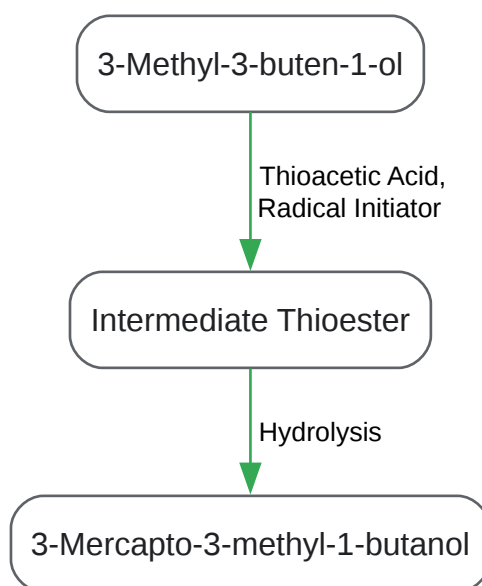 3-Methyl-3-buten-1-ol
Thioacetic Acid,
Radical Initiator
Intermediate Thioester
Hydrolysis
3-Mercapto-3-methyl-1-butanol